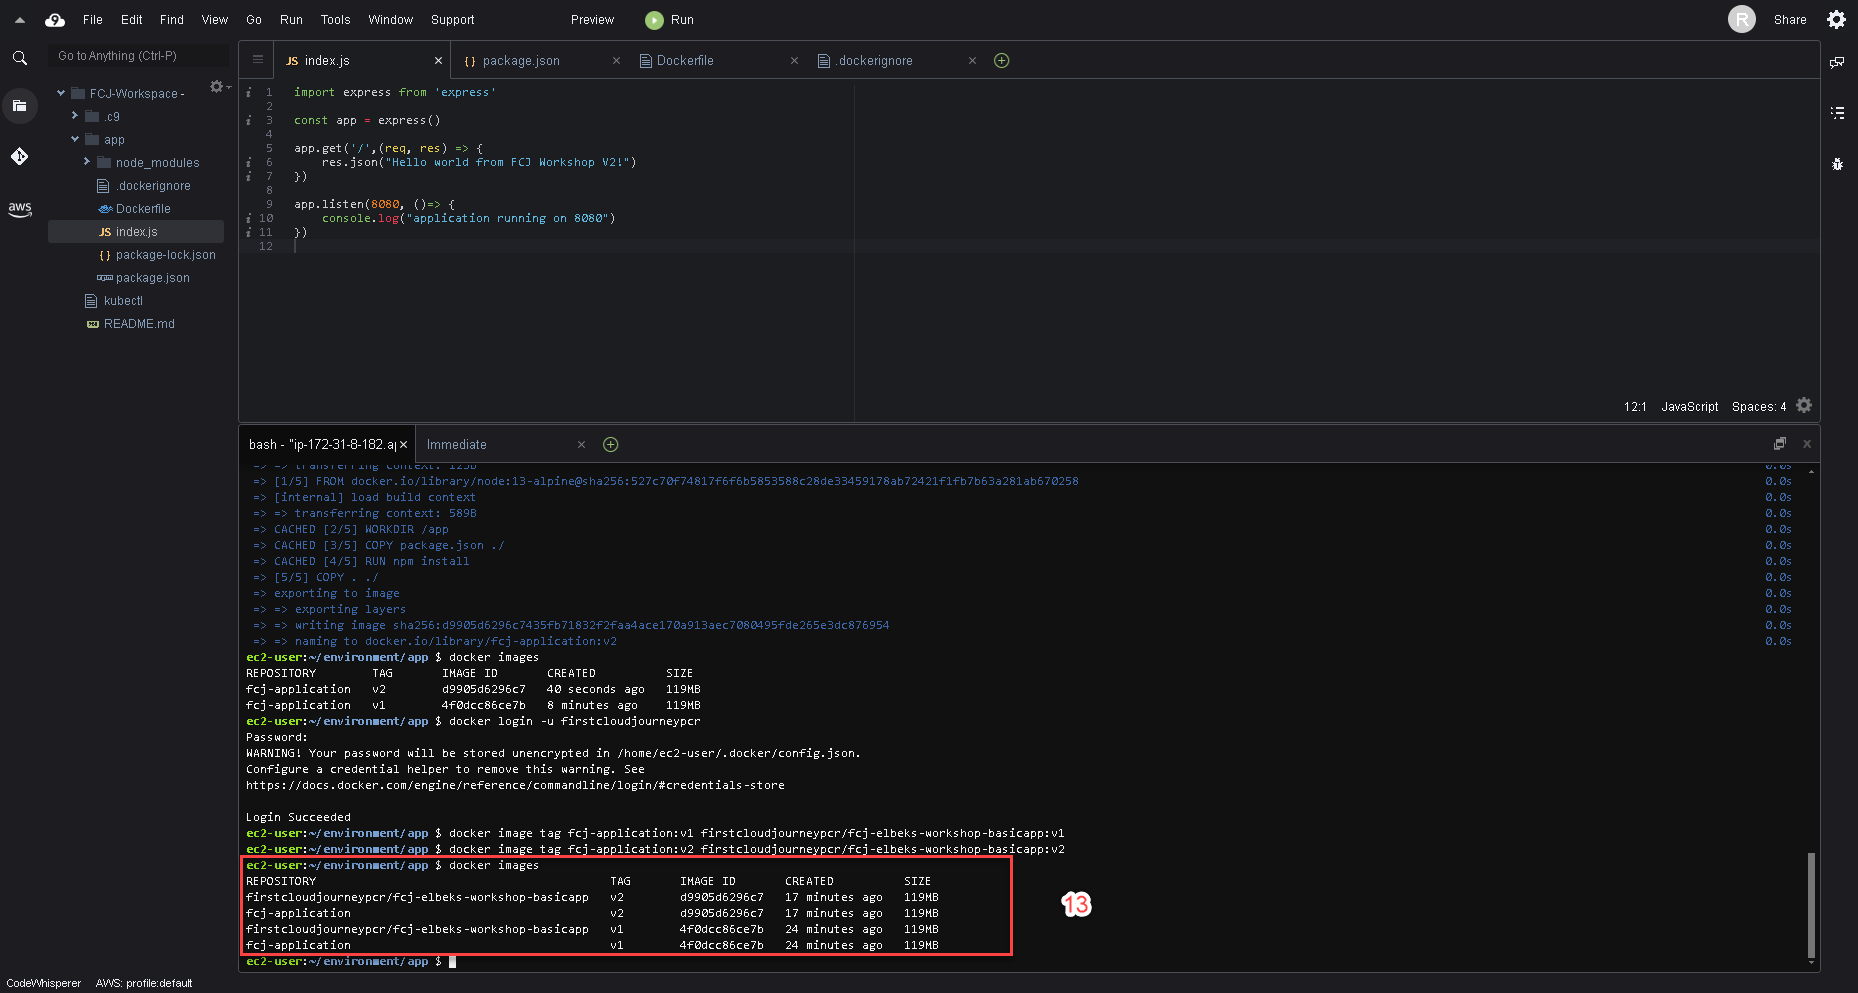 File Edit Find View Go Run Tools Window Support Preview Run R Share
Go to Anything (Ctrl-P)
FCJ-Workspace -
.c9
app
node_modules
.dockerignore
Dockerfile
JS index.js
{ } package-lock.json
package.json
kubectl
README.md
aws
JS index.js
{ } package.json
Dockerfile
.dockerignore
1 import express from 'express'
2
3 const app = express()
4
5 app.get('/',(req, res) => {
6 res.json("Hello world from FCJ Workshop V2!")
7 })
8
9 app.listen(8080, ()=> {
10 console.log("application running on 8080")
11 })
12
12:1 JavaScript Spaces: 4
bash - "ip-172-31-8-182.ap
Immediate
=> => transferring context: 125B 0.0s
=> [1/5] FROM docker.io/library/node:13-alpine@sha256:527c70f74817f6f6b5853588c28de33459178ab72421f1fb7b63a281ab670258 0.0s
=> [internal] load build context 0.0s
=> => transferring context: 589B 0.0s
=> CACHED [2/5] WORKDIR /app 0.0s
=> CACHED [3/5] COPY package.json ./ 0.0s
=> CACHED [4/5] RUN npm install 0.0s
=> [5/5] COPY . ./ 0.0s
=> exporting to image 0.0s
=> => exporting layers 0.0s
=> => writing image sha256:d9905d6296c7435fb71832f2faa4ace170a913aec7080495fde265e3dc876954 0.0s
=> => naming to docker.io/library/fcj-application:v2 0.0s
ec2-user:~/environment/app $ docker images
REPOSITORY TAG IMAGE ID CREATED SIZE
fcj-application v2 d9905d6296c7 40 seconds ago 119MB
fcj-application v1 4f0dcc86ce7b 8 minutes ago 119MB
ec2-user:~/environment/app $ docker login -u firstcloudjourneypcr
Password:
WARNING! Your password will be stored unencrypted in /home/ec2-user/.docker/config.json.
Configure a credential helper to remove this warning. See
https://docs.docker.com/engine/reference/commandline/login/#credentials-store
Login Succeeded
ec2-user:~/environment/app $ docker image tag fcj-application:v1 firstcloudjourneypcr/fcj-elbeks-workshop-basicapp:v1
ec2-user:~/environment/app $ docker image tag fcj-application:v2 firstcloudjourneypcr/fcj-elbeks-workshop-basicapp:v2
ec2-user:~/environment/app $ docker images
REPOSITORY TAG IMAGE ID CREATED SIZE
firstcloudjourneypcr/fcj-elbeks-workshop-basicapp v2 d9905d6296c7 17 minutes ago 119MB
fcj-application v2 d9905d6296c7 17 minutes ago 119MB
firstcloudjourneypcr/fcj-elbeks-workshop-basicapp v1 4f0dcc86ce7b 24 minutes ago 119MB
fcj-application v1 4f0dcc86ce7b 24 minutes ago 119MB
ec2-user:~/environment/app $
13
CodeWhisperer AWS: profile:default